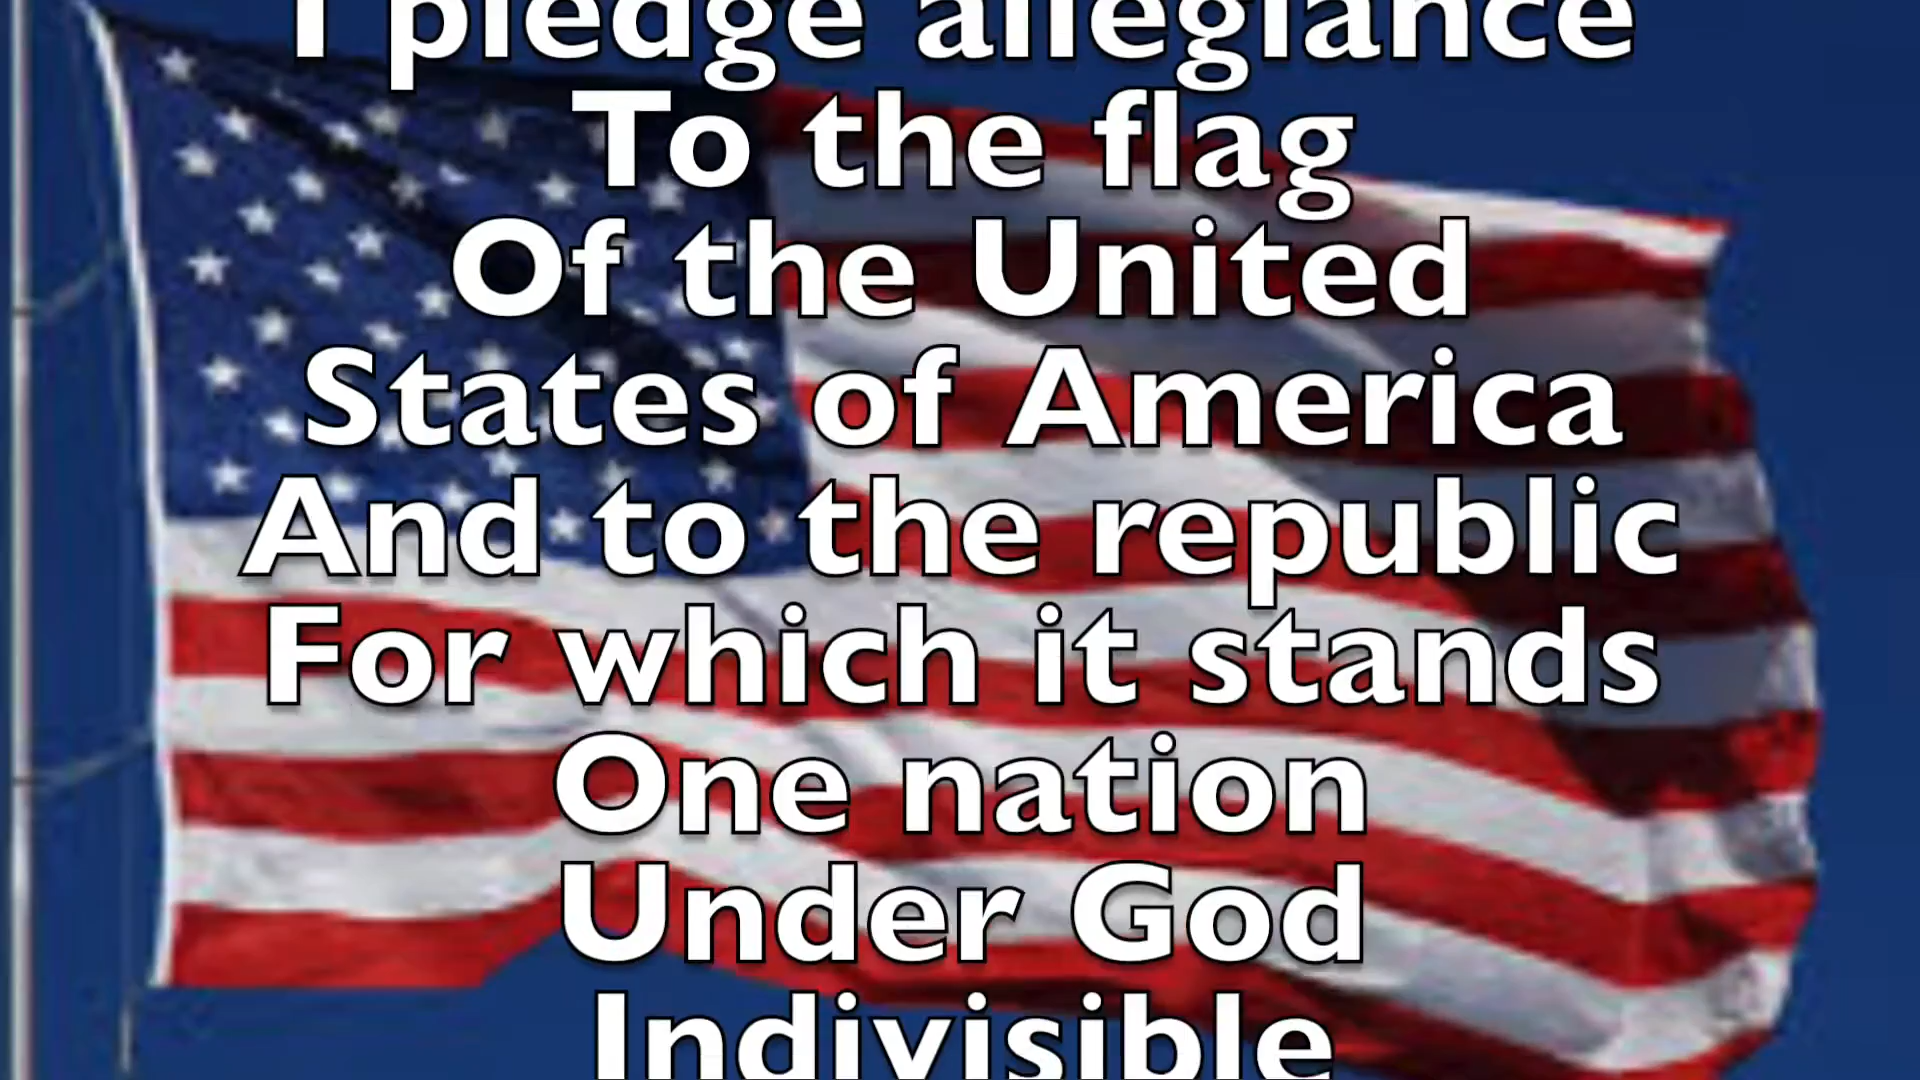 I pledge allegiance
To the flag
Of the United
States of America
And to the republic
For which it stands
One nation
Under God
Indivisible